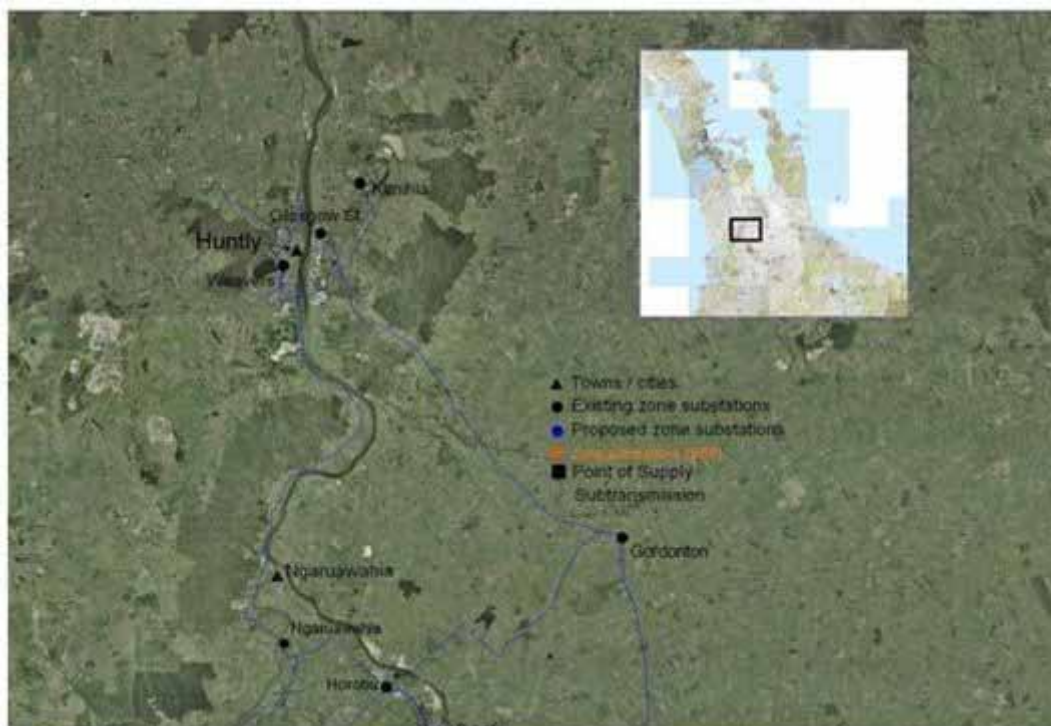 Kimihia
Glasgow St
Huntly
Weavers
Towns / cities
Existing zone substations
Proposed zone substations
Point of Supply
Subtransmission
Gordonton
Ngaruawahia
Ngaruawahia
Horotiu